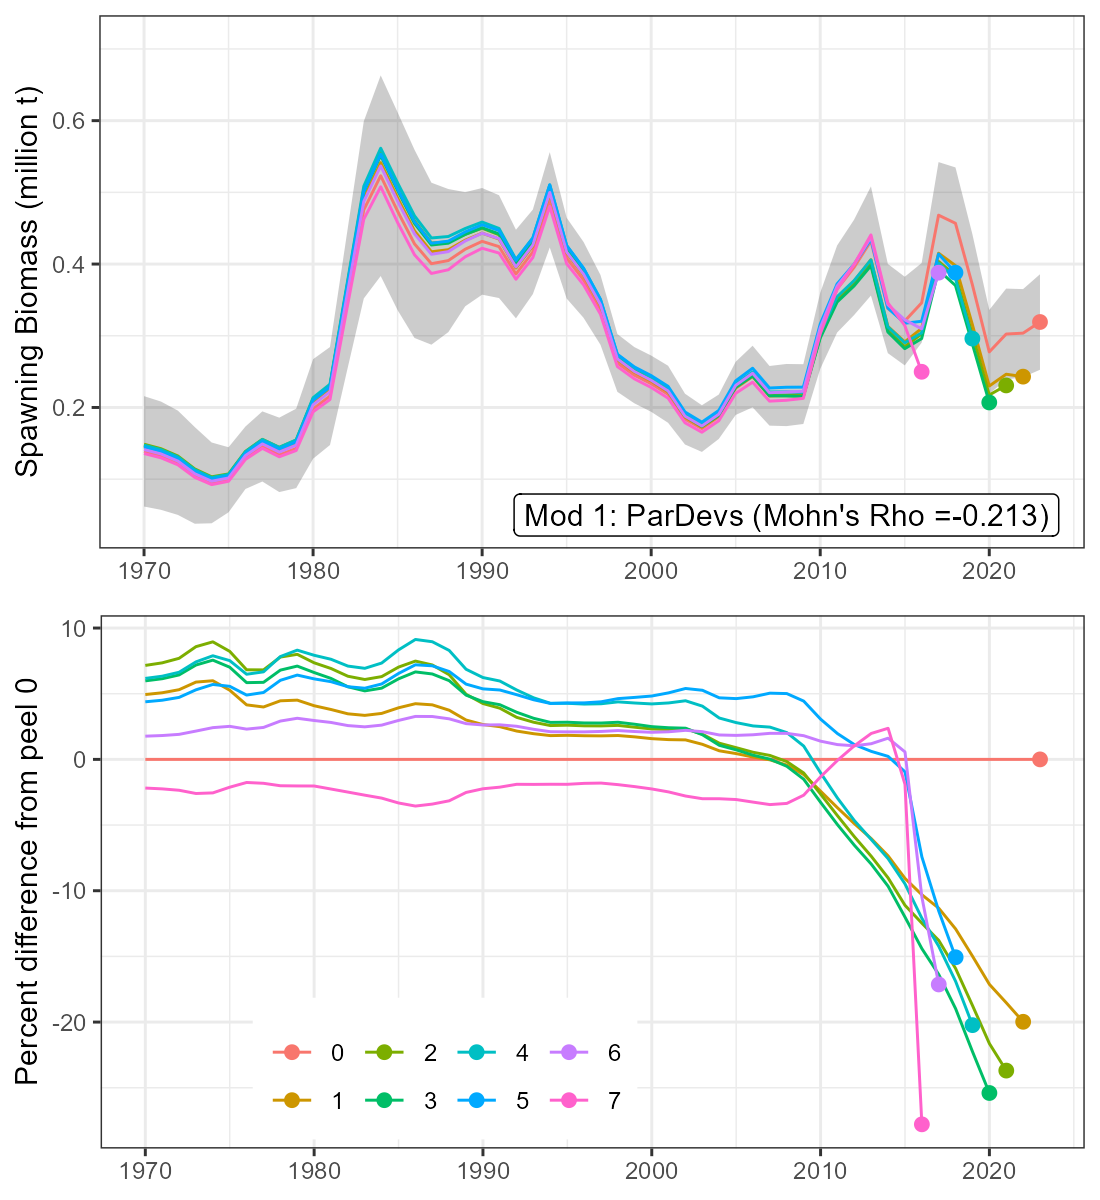 Spawning Biomass (million t)
0.6
0.4
0.2
Mod 1: ParDevs (Mohn's Rho =-0.213)
1970 1980 1990 2000 2010 2020
Percent difference from peel 0
10
0
-10
-20
0 2 4 6
1 3 5 7
1970 1980 1990 2000 2010 2020